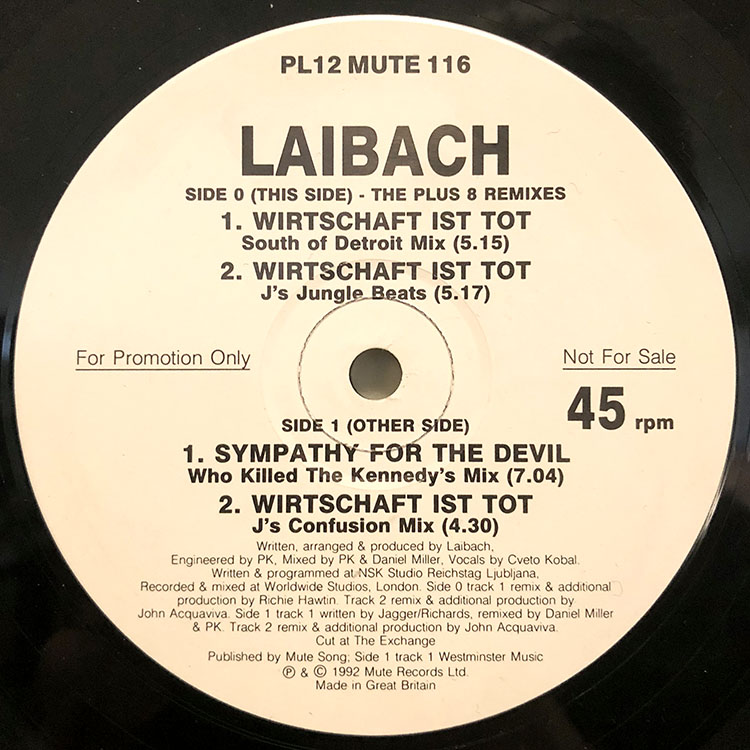 PL12 MUTE 116
LAIBACH
SIDE 0 (THIS SIDE) - THE PLUS 8 REMIXES
1. WIRTSCHAFT IST TOT
South of Detroit Mix (5.15)
2. WIRTSCHAFT IST TOT
J's Jungle Beats (5.17)
For Promotion Only
Not For Sale
45 rpm
SIDE 1 (OTHER SIDE)
1. SYMPATHY FOR THE DEVIL
Who Killed The Kennedy's Mix (7.04)
2. WIRTSCHAFT IST TOT
J's Confusion Mix (4.30)
Written, arranged & produced by Laibach,
Engineered by PK, Mixed by PK & Daniel Miller, Vocals by Cveto Kobal.
Written & programmed at NSK Studio Reichstag Ljubljana,
Recorded & mixed at Worldwide Studios, London. Side 0 track 1 remix & additional
production by Richie Hawtin. Track 2 remix & additional production by
John Acquaviva. Side 1 track 1 written by Jagger/Richards, remixed by Daniel Miller
& PK. Track 2 remix & additional production by John Acquaviva.
Cut at The Exchange
Published by Mute Song; Side 1 track 1 Westminster Music
℗ & © 1992 Mute Records Ltd.
Made in Great Britain